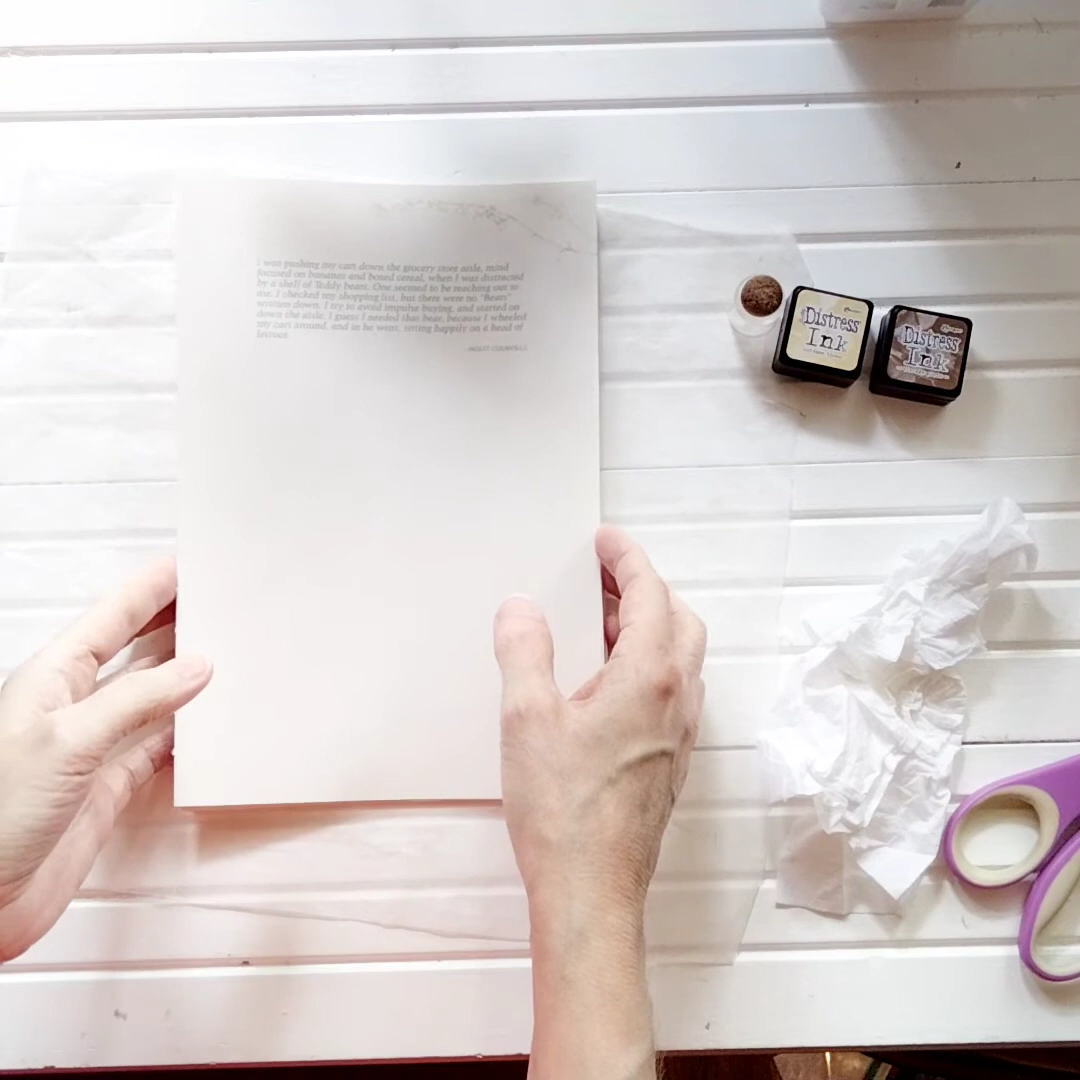 I was pushing my cart down the grocery store aisle, mind
focused on bananas and boxed cereal, when I was distracted
by a shelf of Teddy bears. One seemed to be reaching out to
me. I checked my shopping list, but there were no "Bears"
written down. I try to avoid impulse buying, and started on
down the aisle. I guess I needed that bear, because I wheeled
my cart around, and in he went, sitting happily on a head of
lettuce.
Distress
Ink
Distress
Ink